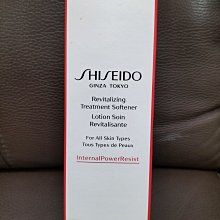 SHISEIDO
GINZA TOKYO
Revitalizing
Treatment Softener
Lotion Soin
Revitalisante
For All Skin Types
Tous Types de Peaux
InternalPowerResist